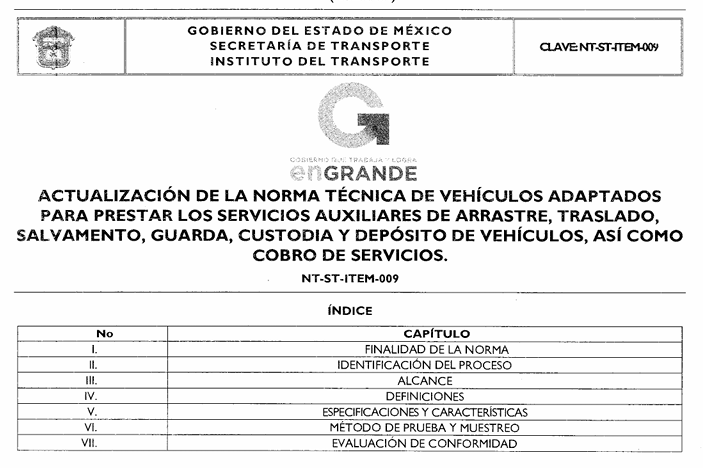 GOBIERNO DEL ESTADO DE MÉXICO
SECRETARÍA DE TRANSPORTE
INSTITUTO DEL TRANSPORTE
CLAVE: NT-ST-ITEM-009
GOBIERNO QUE TRABAJA Y LOGRA
enGRANDE
ACTUALIZACIÓN DE LA NORMA TÉCNICA DE VEHÍCULOS ADAPTADOS
PARA PRESTAR LOS SERVICIOS AUXILIARES DE ARRASTRE, TRASLADO,
SALVAMENTO, GUARDA, CUSTODIA Y DEPÓSITO DE VEHÍCULOS, ASÍ COMO
COBRO DE SERVICIOS.
NT-ST-ITEM-009
ÍNDICE
No CAPÍTULO
I. FINALIDAD DE LA NORMA
II. IDENTIFICACIÓN DEL PROCESO
III. ALCANCE
IV. DEFINICIONES
V. ESPECIFICACIONES Y CARACTERÍSTICAS
VI. MÉTODO DE PRUEBA Y MUESTREO
VII. EVALUACIÓN DE CONFORMIDAD